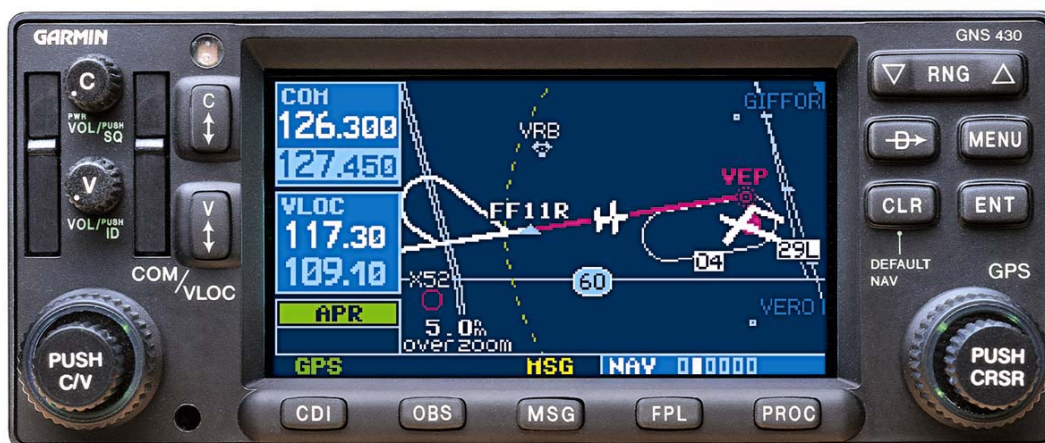 GARMIN
GNS 430
C
PWR
VOL/PUSH
SQ
C
V
VOL/PUSH
ID
V
COM/VLOC
PUSH
C/V
COM
126.300
127.450
VLOC
117.30
109.10
APR
GPS
MSG
NAV
GIFFOR
VRB
VEP
FF11R
04
29L
X52
60
5.0nm
overzoom
VERO
RNG
D
MENU
CLR
ENT
DEFAULT
NAV
GPS
PUSH
CRSR
CDI
OBS
MSG
FPL
PROC